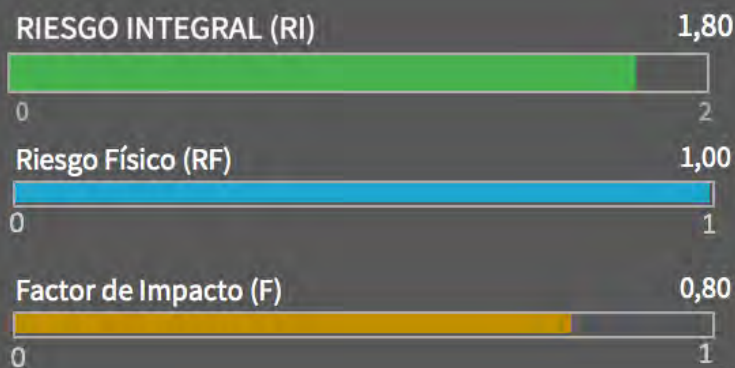 RIESGO INTEGRAL (RI) 1,80
0 2
Riesgo Físico (RF) 1,00
0 1
Factor de Impacto (F) 0,80
0 1